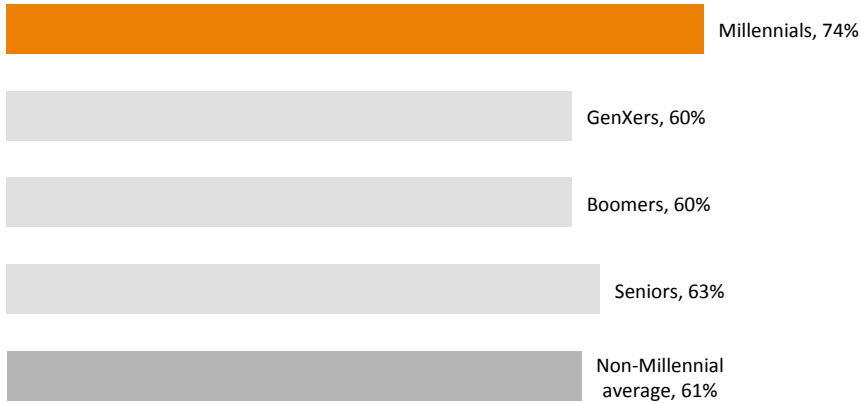 Millennials, 74%
GenXers, 60%
Boomers, 60%
Seniors, 63%
Non-Millennial
average, 61%